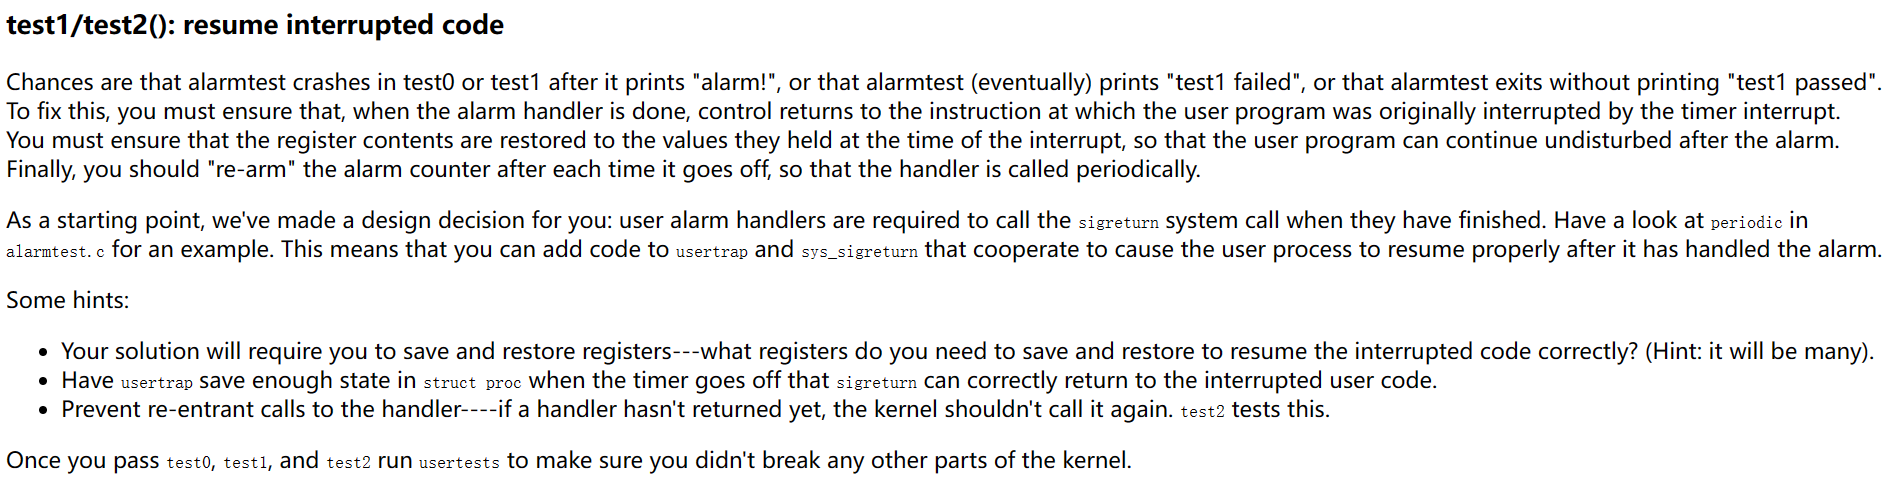 test1/test2(): resume interrupted code
Chances are that alarmtest crashes in test0 or test1 after it prints "alarm!", or that alarmtest (eventually) prints "test1 failed", or that alarmtest exits without printing "test1 passed".
To fix this, you must ensure that, when the alarm handler is done, control returns to the instruction at which the user program was originally interrupted by the timer interrupt.
You must ensure that the register contents are restored to the values they held at the time of the interrupt, so that the user program can continue undisturbed after the alarm.
Finally, you should "re-arm" the alarm counter after each time it goes off, so that the handler is called periodically.
As a starting point, we've made a design decision for you: user alarm handlers are required to call the sigreturn system call when they have finished. Have a look at periodic in
alarmtest.c for an example. This means that you can add code to usertrap and sys_sigreturn that cooperate to cause the user process to resume properly after it has handled the alarm.
Some hints:
• Your solution will require you to save and restore registers---what registers do you need to save and restore to resume the interrupted code correctly? (Hint: it will be many).
• Have usertrap save enough state in struct proc when the timer goes off that sigreturn can correctly return to the interrupted user code.
• Prevent re-entrant calls to the handler----if a handler hasn't returned yet, the kernel shouldn't call it again. test2 tests this.
Once you pass test0, test1, and test2 run usertests to make sure you didn't break any other parts of the kernel.